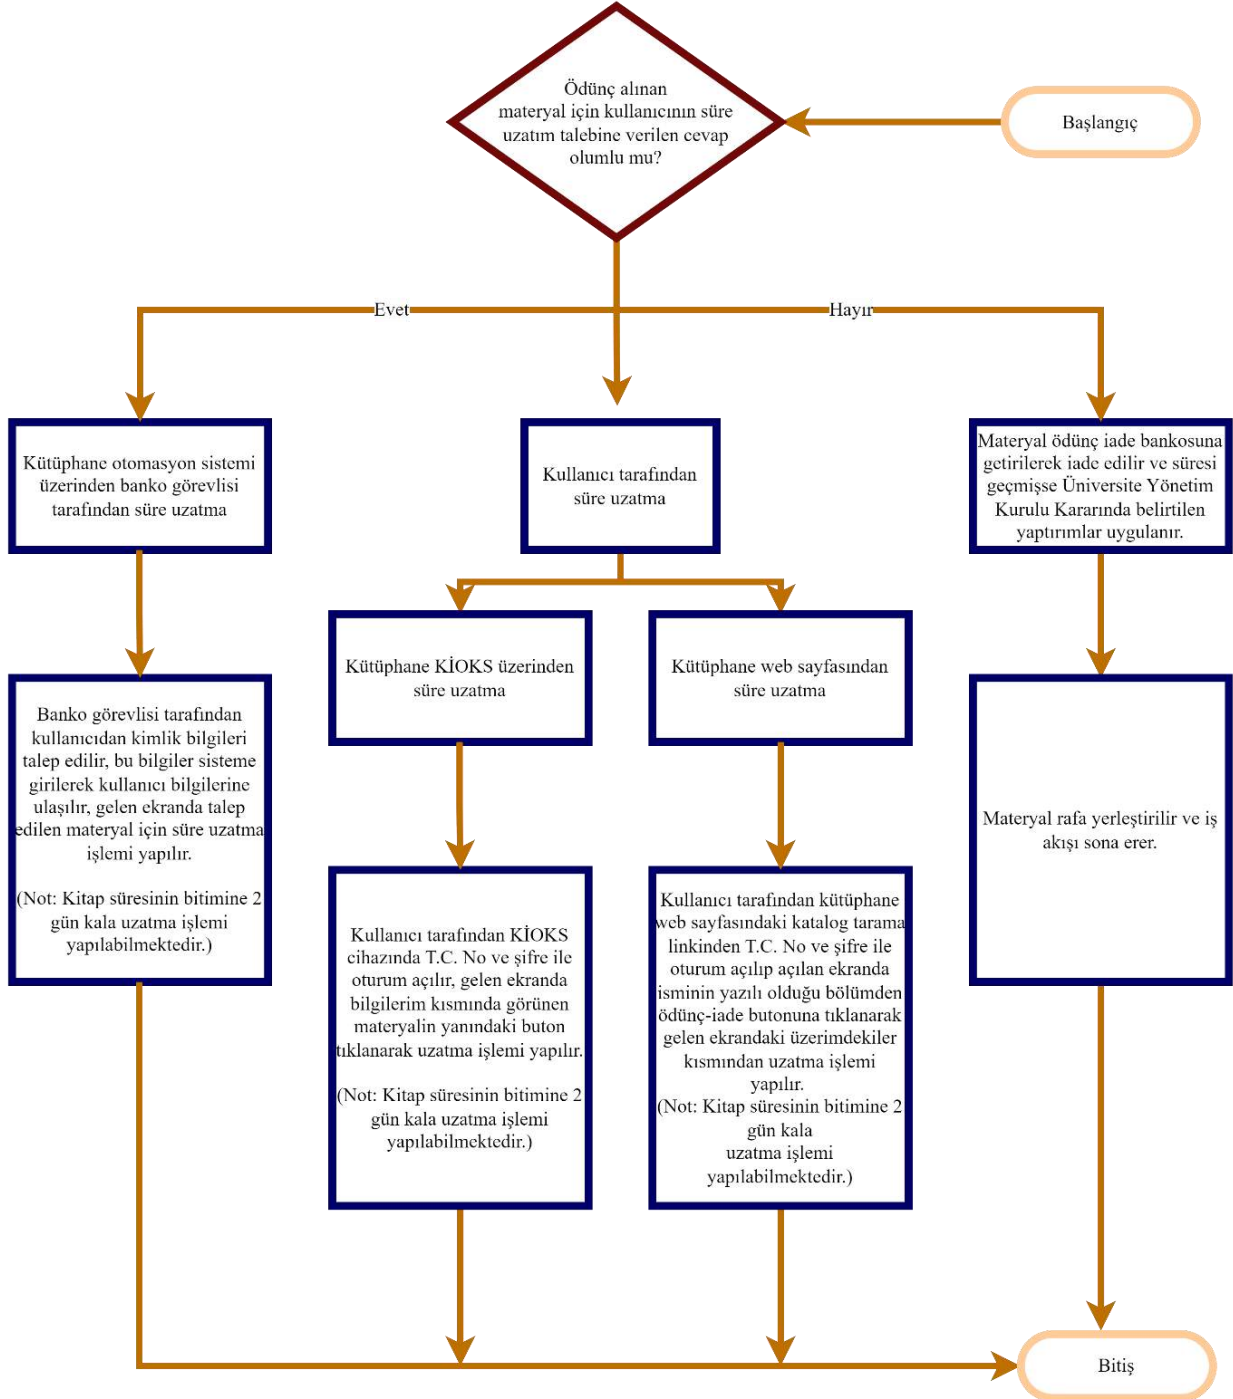 Ödünç alınan
materyal için kullanıcının süre
uzatım talebine verilen cevap
olumlu mu?
Başlangıç
Evet
Hayır
Kütüphane otomasyon sistemi
üzerinden banko görevlisi
tarafından süre uzatma
Kullanıcı tarafından
süre uzatma
Materyal ödünç iade bankosuna
getirilerek iade edilir ve süresi
geçmişse Üniversite Yönetim
Kurulu Kararında belirtilen
yaptırımlar uygulanır.
Kütüphane KİOKS üzerinden
süre uzatma
Kütüphane web sayfasından
süre uzatma
Banko görevlisi tarafından
kullanıcıdan kimlik bilgileri
talep edilir, bu bilgiler sisteme
girilerek kullanıcı bilgilerine
ulaşılır, gelen ekranda talep
edilen materyal için süre uzatma
işlemi yapılır.
(Not: Kitap süresinin bitimine 2
gün kala uzatma işlemi
yapılabilmektedir.)
Materyal rafa yerleştirilir ve iş
akışı sona erer.
Kullanıcı tarafından KİOKS
cihazında T.C. No ve şifre ile
oturum açılır, gelen ekranda
bilgilerim kısmında görünen
materyalin yanındaki buton
tıklanarak uzatma işlemi yapılır.
(Not: Kitap süresinin bitimine 2
gün kala uzatma işlemi
yapılabilmektedir.)
Kullanıcı tarafından kütüphane
web sayfasındaki katalog tarama
linkinden T.C. No ve şifre ile
oturum açılıp açılan ekranda
isminin yazılı olduğu bölümden
ödünç-iade butonuna tıklanarak
gelen ekrandaki üzerimdekiler
kısmından uzatma işlemi
yapılır.
(Not: Kitap süresinin bitimine 2
gün kala
uzatma işlemi
yapılabilmektedir.)
Bitiş